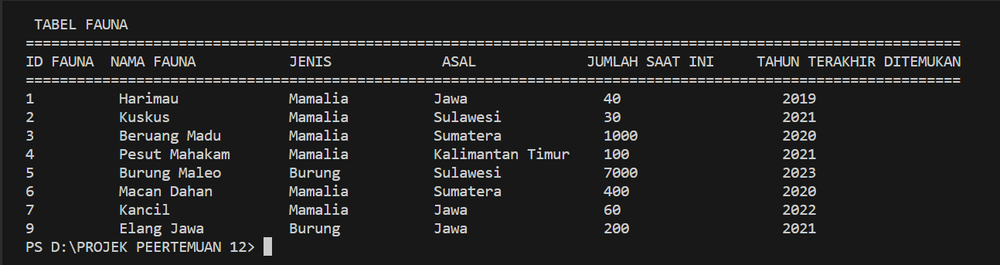 TABEL FAUNA
==============================================================================================================
ID FAUNA  NAMA FAUNA           JENIS             ASAL             JUMLAH SAAT INI     TAHUN TERAKHIR DITEMUKAN
==============================================================================================================
1          Harimau             Mamalia          Jawa                40                   2019
2          Kuskus              Mamalia          Sulawesi            30                   2021
3          Beruang Madu        Mamalia          Sumatera            1000                 2020
4          Pesut Mahakam       Mamalia          Kalimantan Timur    100                  2021
5          Burung Maleo        Burung           Sulawesi            7000                 2023
6          Macan Dahan         Mamalia          Sumatera            400                  2020
7          Kancil              Mamalia          Jawa                60                   2022
9          Elang Jawa          Burung           Jawa                200                  2021
PS D:\PROJEK PEERTEMUAN 12>